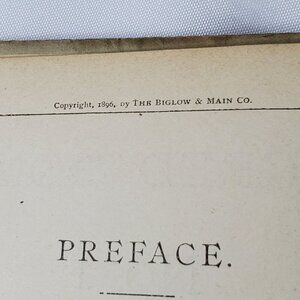 Copyright, 1896, by The Biglow & Main Co.
PREFACE.